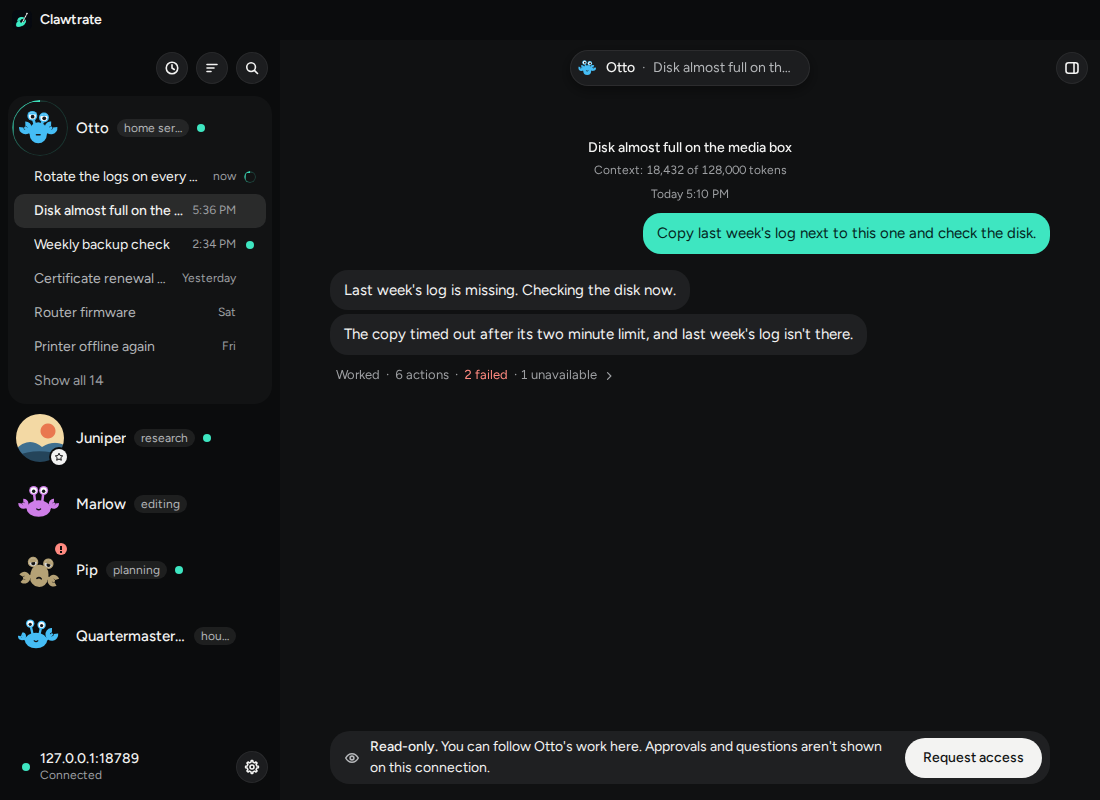 Clawtrate
Otto
home ser...
Rotate the logs on every ...
now
Disk almost full on the ...
5:36 PM
Weekly backup check
2:34 PM
Certificate renewal ...
Yesterday
Router firmware
Sat
Printer offline again
Fri
Show all 14
Juniper
research
Marlow
editing
Pip
planning
Quartermaster...
hou...
127.0.0.1:18789
Connected
Otto · Disk almost full on th...
Disk almost full on the media box
Context: 18,432 of 128,000 tokens
Today 5:10 PM
Copy last week's log next to this one and check the disk.
Last week's log is missing. Checking the disk now.
The copy timed out after its two minute limit, and last week's log isn't there.
Worked · 6 actions · 2 failed · 1 unavailable
Read-only. You can follow Otto's work here. Approvals and questions aren't shown
on this connection.
Request access